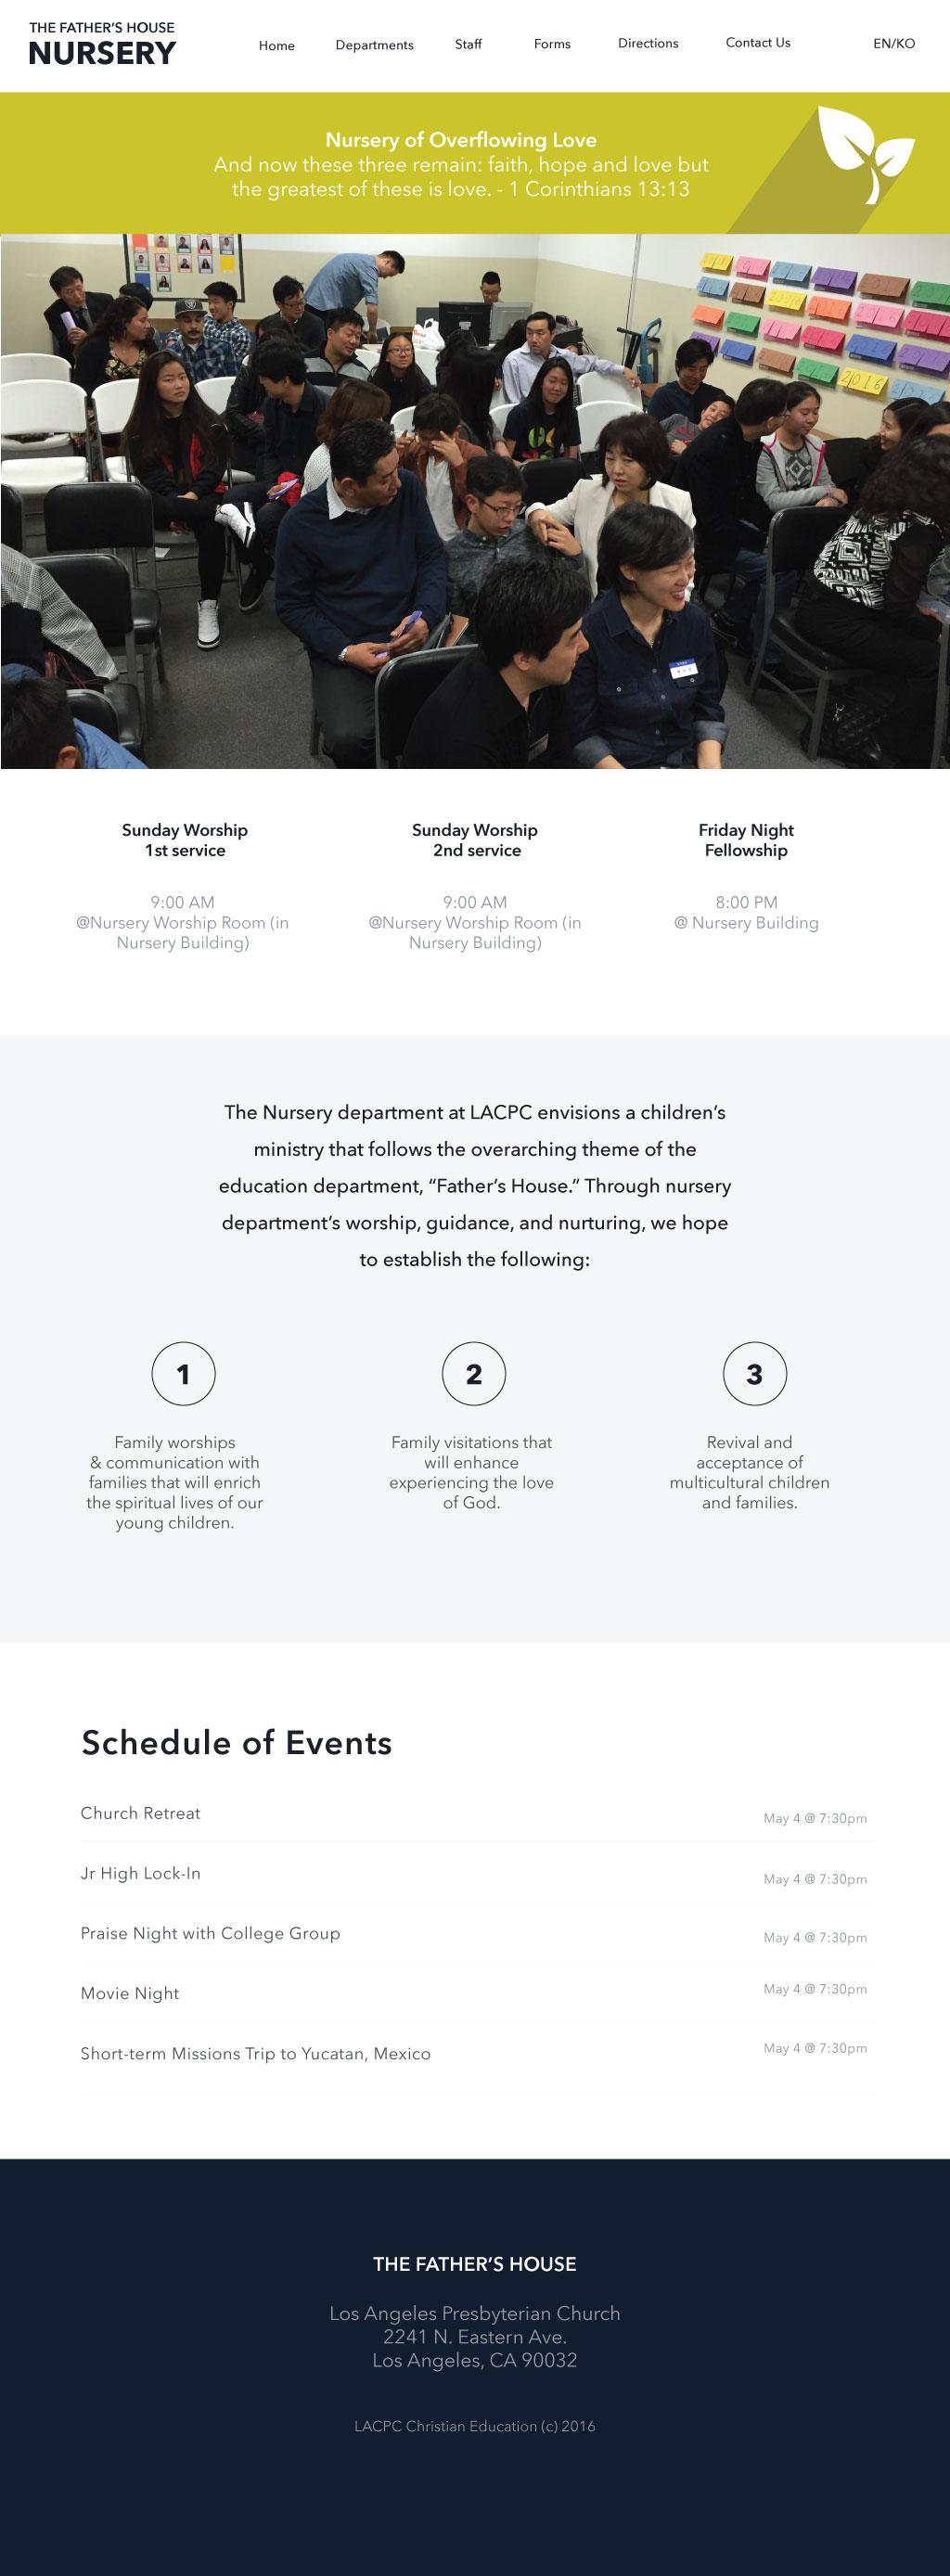 THE FATHER'S HOUSE
NURSERY
Home Departments Staff Forms Directions Contact Us EN/KO
Nursery of Overflowing Love
And now these three remain: faith, hope and love but
the greatest of these is love. - 1 Corinthians 13:13
2016
Sunday Worship
1st service
9:00 AM
@Nursery Worship Room (in
Nursery Building)
Sunday Worship
2nd service
9:00 AM
@Nursery Worship Room (in
Nursery Building)
Friday Night
Fellowship
8:00 PM
@ Nursery Building
The Nursery department at LACPC envisions a children's
ministry that follows the overarching theme of the
education department, “Father's House.” Through nursery
department's worship, guidance, and nurturing, we hope
to establish the following:
1
Family worships
& communication with
families that will enrich
the spiritual lives of our
young children.
2
Family visitations that
will enhance
experiencing the love
of God.
3
Revival and
acceptance of
multicultural children
and families.
Schedule of Events
Church Retreat May 4 @ 7:30pm
Jr High Lock-In May 4 @ 7:30pm
Praise Night with College Group May 4 @ 7:30pm
Movie Night May 4 @ 7:30pm
Short-term Missions Trip to Yucatan, Mexico May 4 @ 7:30pm
THE FATHER'S HOUSE
Los Angeles Presbyterian Church
2241 N. Eastern Ave.
Los Angeles, CA 90032
LACPC Christian Education (c) 2016